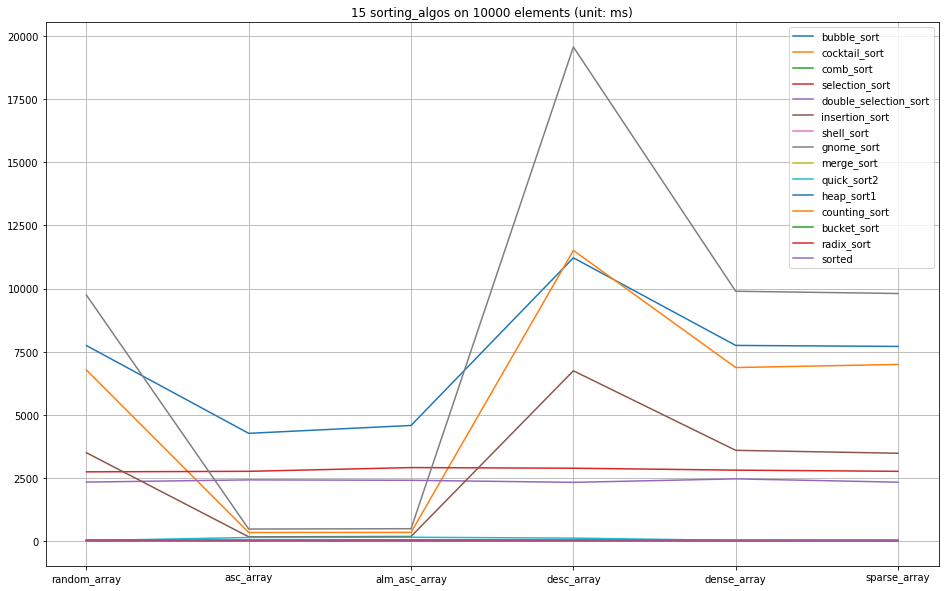 15 sorting_algos on 10000 elements (unit: ms)
20000
17500
15000
12500
10000
7500
5000
2500
0
bubble_sort
cocktail_sort
comb_sort
selection_sort
double_selection_sort
insertion_sort
shell_sort
gnome_sort
merge_sort
quick_sort2
heap_sort1
counting_sort
bucket_sort
radix_sort
sorted
random_array
asc_array
alm_asc_array
desc_array
dense_array
sparse_array